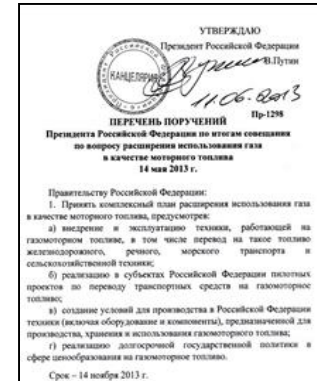 УТВЕРЖДАЮ
Президент Российской Федерации
В.Путин
КАНЦЕЛЯРИЯ
11.06.2013
Пр-1298
ПЕРЕЧЕНЬ ПОРУЧЕНИЙ
Президента Российской Федерации по итогам совещания
по вопросу расширения использования газа
в качестве моторного топлива
14 мая 2013 г.
Правительству Российской Федерации:
1. Принять комплексный план расширения использования газа
в качестве моторного топлива, предусмотрев:
а) внедрение и эксплуатацию техники, работающей на
газомоторном топливе, в том числе перевод на такое топливо
железнодорожного, речного, морского транспорта и
сельскохозяйственной техники;
б) реализацию в субъектах Российской Федерации пилотных
проектов по переводу транспортных средств на газомоторное
топливо;
в) создание условий для производства в Российской Федерации
техники (включая оборудование и компоненты), предназначенной для
производства, хранения и использования газомоторного топлива;
г) реализацию долгосрочной государственной политики в
сфере ценообразования на газомоторное топливо.
Срок – 14 ноября 2013 г.